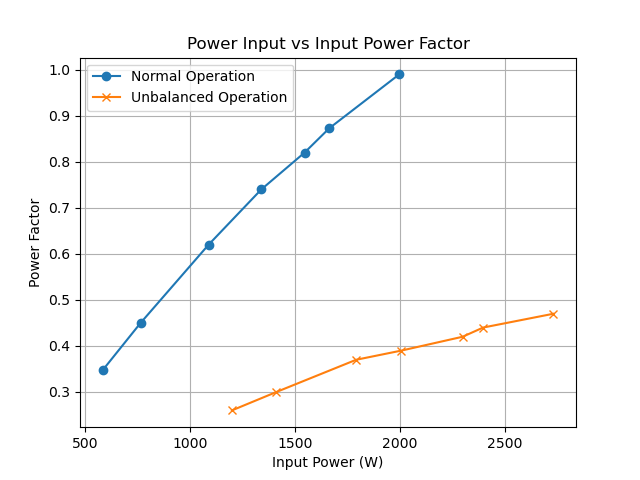 Power Input vs Input Power Factor
Normal Operation
Unbalanced Operation
Power Factor
1.0
0.9
0.8
0.7
0.6
0.5
0.4
0.3
500 1000 1500 2000 2500
Input Power (W)